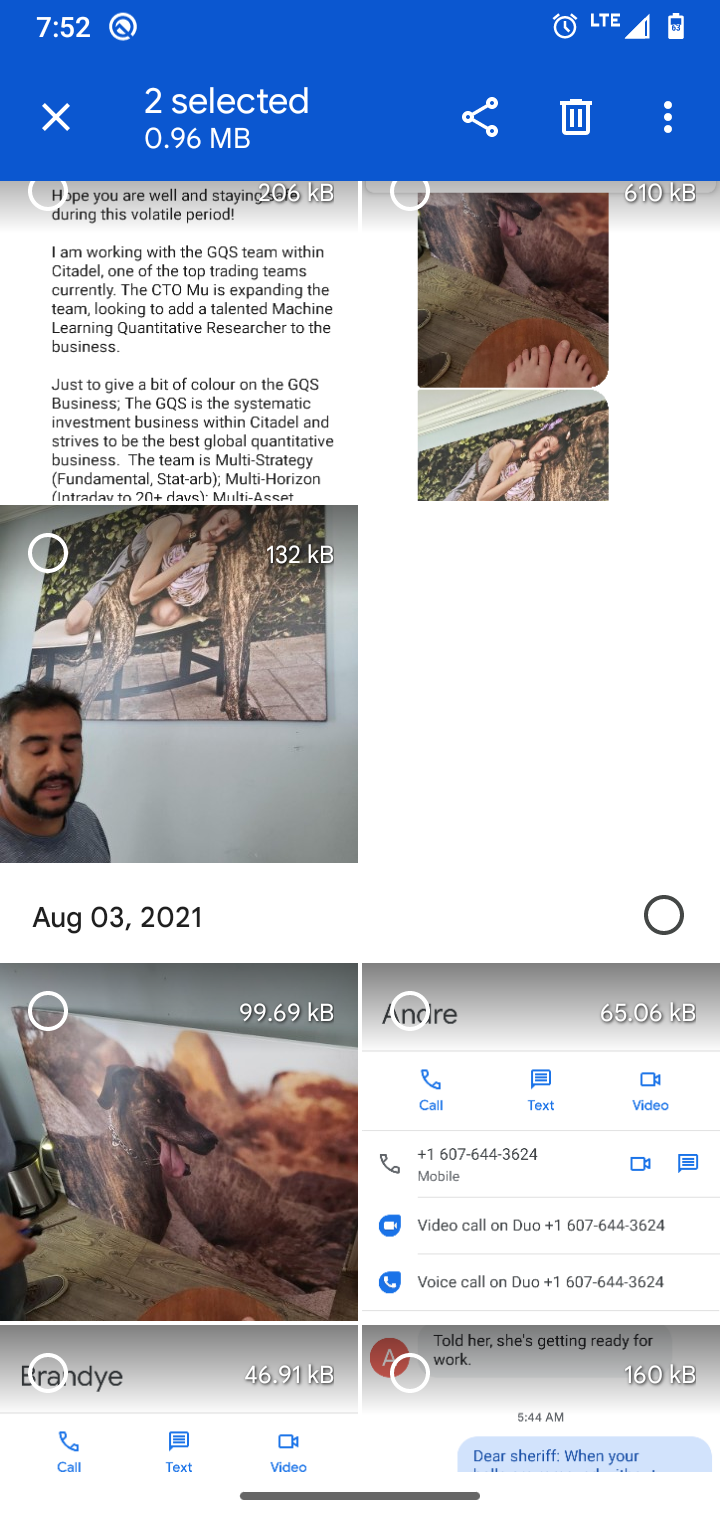 7:52
LTE
03
2 selected
0.96 MB
206 kB
Hope you are well and staying safe
during this volatile period!
I am working with the GQS team within
Citadel, one of the top trading teams
currently. The CTO Mu is expanding the
team, looking to add a talented Machine
Learning Quantitative Researcher to the
business.
Just to give a bit of colour on the GQS
Business; The GQS is the systematic
investment business within Citadel and
strives to be the best global quantitative
business. The team is Multi-Strategy
(Fundamental, Stat-arb); Multi-Horizon
(Intraday to 20+ days); Multi-Asset
610 kB
132 kB
Aug 03, 2021
99.69 kB
Andre
65.06 kB
Call
Text
Video
+1 607-644-3624
Mobile
Video call on Duo +1 607-644-3624
Voice call on Duo +1 607-644-3624
Brandye
46.91 kB
Call
Text
Video
A
Told her, she's getting ready for
work.
160 kB
5:44 AM
Dear sheriff: When your